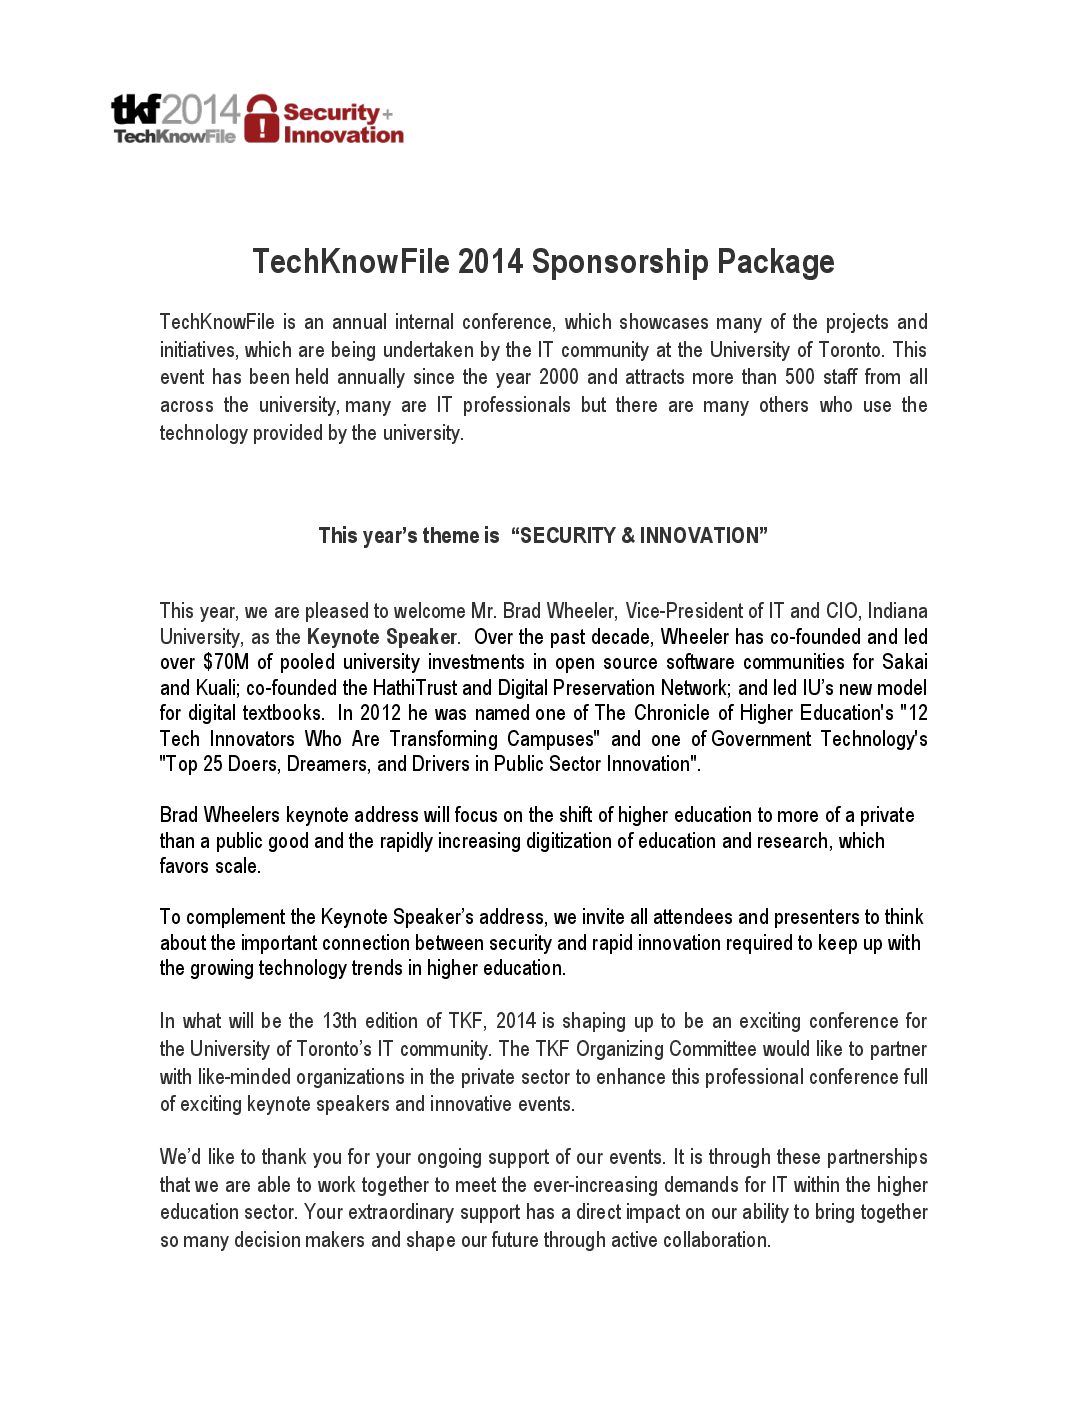 tkf2014 Security+
TechKnowFile Innovation
TechKnowFile 2014 Sponsorship Package
TechKnowFile is an annual internal conference, which showcases many of the projects and
initiatives, which are being undertaken by the IT community at the University of Toronto. This
event has been held annually since the year 2000 and attracts more than 500 staff from all
across the university, many are IT professionals but there are many others who use the
technology provided by the university.
This year’s theme is “SECURITY & INNOVATION”
This year, we are pleased to welcome Mr. Brad Wheeler, Vice-President of IT and CIO, Indiana
University, as the Keynote Speaker. Over the past decade, Wheeler has co-founded and led
over $70M of pooled university investments in open source software communities for Sakai
and Kuali; co-founded the HathiTrust and Digital Preservation Network; and led IU’s new model
for digital textbooks. In 2012 he was named one of The Chronicle of Higher Education's "12
Tech Innovators Who Are Transforming Campuses" and one of Government Technology's
"Top 25 Doers, Dreamers, and Drivers in Public Sector Innovation".
Brad Wheelers keynote address will focus on the shift of higher education to more of a private
than a public good and the rapidly increasing digitization of education and research, which
favors scale.
To complement the Keynote Speaker’s address, we invite all attendees and presenters to think
about the important connection between security and rapid innovation required to keep up with
the growing technology trends in higher education.
In what will be the 13th edition of TKF, 2014 is shaping up to be an exciting conference for
the University of Toronto’s IT community. The TKF Organizing Committee would like to partner
with like-minded organizations in the private sector to enhance this professional conference full
of exciting keynote speakers and innovative events.
We’d like to thank you for your ongoing support of our events. It is through these partnerships
that we are able to work together to meet the ever-increasing demands for IT within the higher
education sector. Your extraordinary support has a direct impact on our ability to bring together
so many decision makers and shape our future through active collaboration.